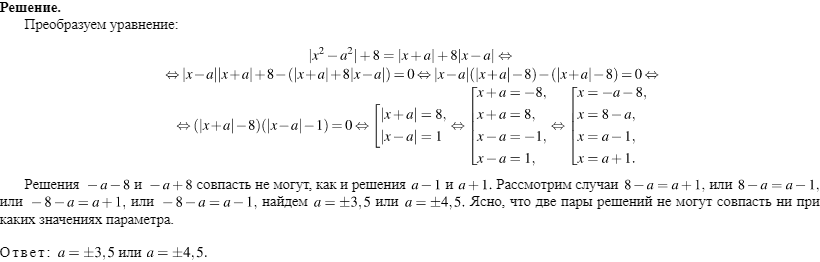 Решение.
Преобразуем уравнение:
|x² − a²| + 8 = |x + a| + 8|x − a| ⇔
⇔ |x − a||x + a| + 8 − (|x + a| + 8|x − a|) = 0 ⇔ |x − a|(|x + a| − 8) − (|x + a| − 8) = 0 ⇔
⇔ (|x + a| − 8)(|x − a| − 1) = 0 ⇔ [ |x + a| = 8, |x − a| = 1 ⇔ [ x + a = −8, x + a = 8, x − a = −1, x − a = 1, ⇔ [ x = −a − 8, x = 8 − a, x = a − 1, x = a + 1.
Решения −a − 8 и −a + 8 совпасть не могут, как и решения a − 1 и a + 1. Рассмотрим случаи 8 − a = a + 1, или 8 − a = a − 1,
или −8 − a = a + 1, или −8 − a = a − 1, найдем a = ±3,5 или a = ±4,5. Ясно, что две пары решений не могут совпасть ни при
каких значениях параметра.
Ответ: a = ±3,5 или a = ±4,5.